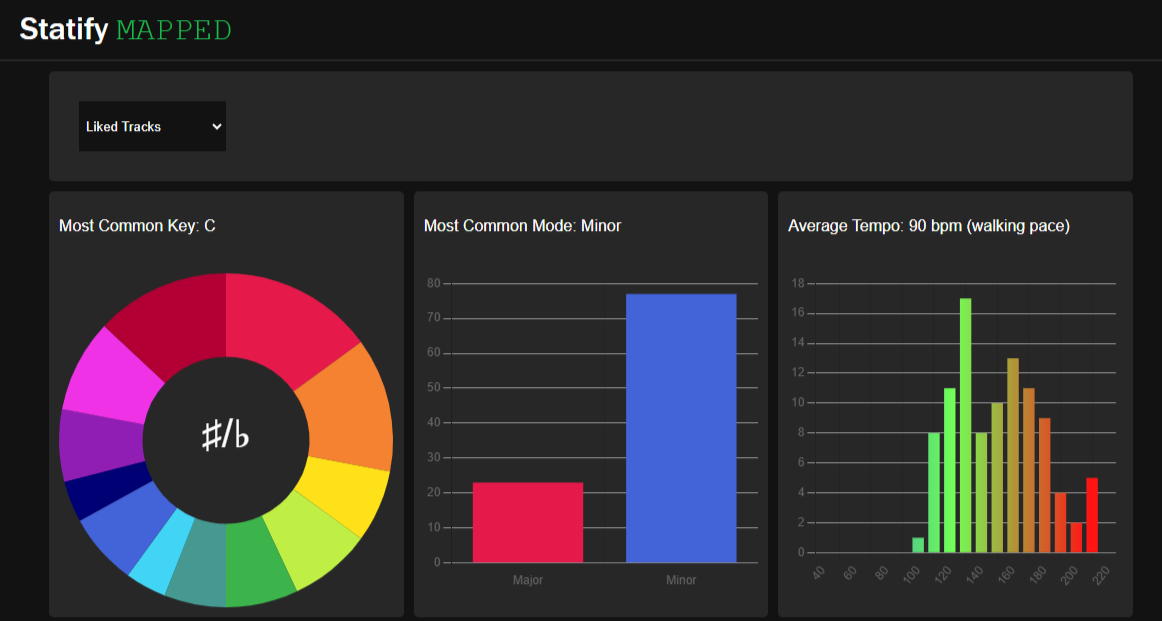 Statify MAPPED
Liked Tracks
Most Common Key: C
♯/♭
Most Common Mode: Minor
80
70
60
50
40
30
20
10
0
Major Minor
Average Tempo: 90 bpm (walking pace)
18
16
14
12
10
8
6
4
2
0
40 60 80 100 120 140 160 180 200 220